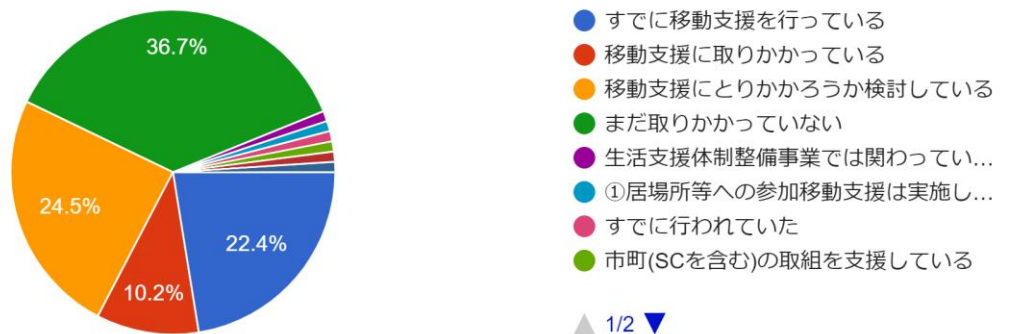 36.7%
24.5%
22.4%
10.2%
すでに移動支援を行っている
移動支援に取りかかっている
移動支援にとりかかろうか検討している
まだ取りかかっていない
生活支援体制整備事業では関わってい...
①居場所等への参加移動支援は実施し...
すでに行われていた
市町(SCを含む)の取組を支援している
1/2